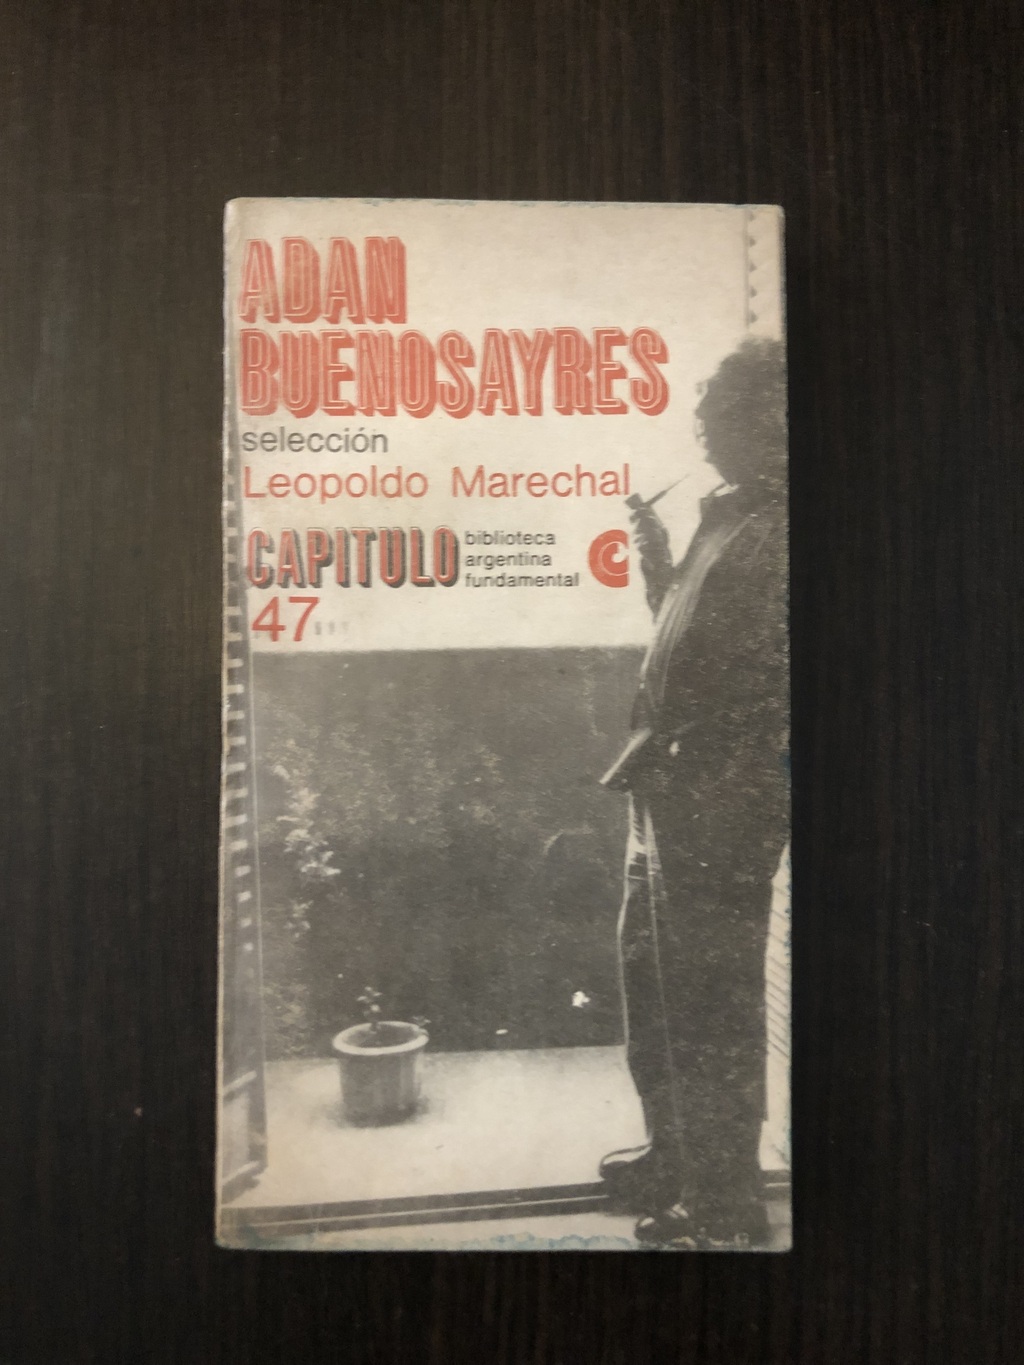 ADAN
BUENOSAYRES
selección
Leopoldo Marechal
CAPITULO
biblioteca
argentina
fundamental
47